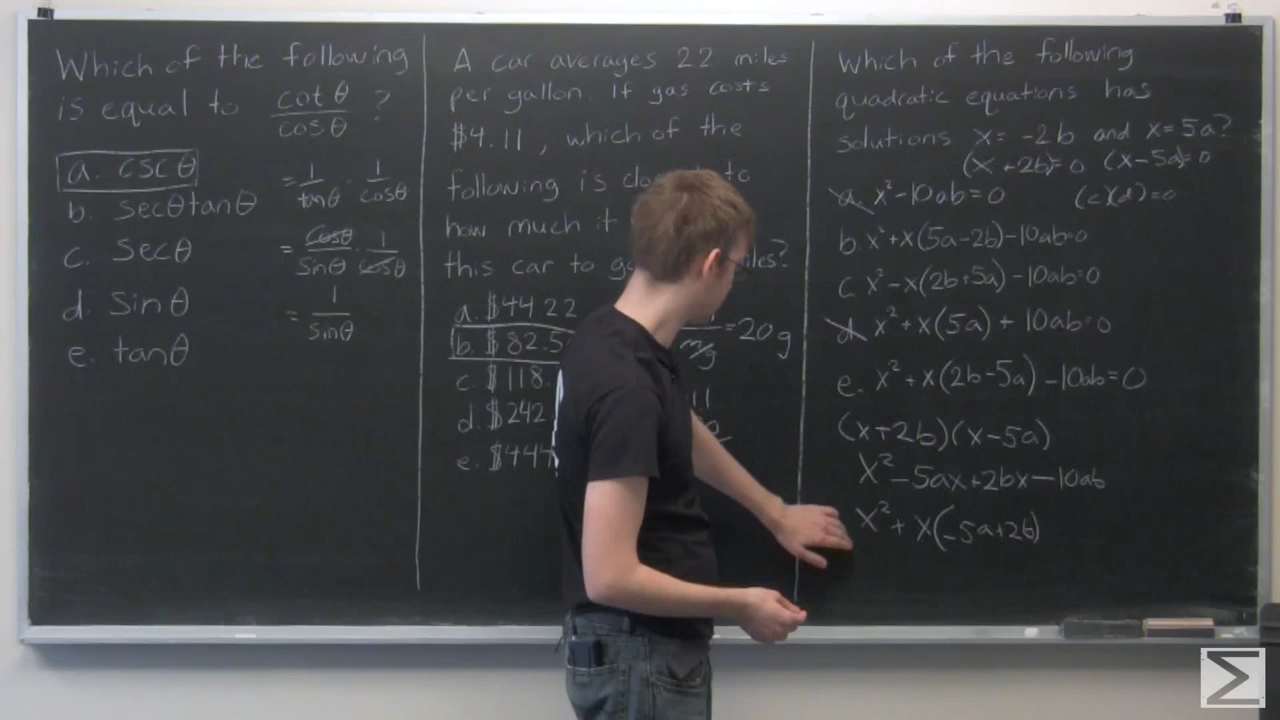 Which of the following
is equal to cotθ/cosθ ?
a. cscθ
b. secθtanθ
c. Secθ
d. Sinθ
e. tanθ
= 1/tanθ · 1/cosθ
= cosθ/sinθ · 1/cosθ
= 1/sinθ
A car averages 22 miles
per gallon. If gas costs
$4.11 , which of the
following is to
how much it
this car to
a. $44 22
b. $ 82.5
c $118.
d. $242.
e. $444
m/g =20 g
11
Which of the following
quadratic equations has
solutions x= -2b and x=5a?
(x+2b)=0 (x-5a)=0
a. x²-10ab=0 (c)(d)=0
b. x²+x(5a-2b)-10ab=0
c. x²-x(2b+5a)-10ab=0
d. x²+x(5a)+10ab=0
e. x²+x(2b-5a)-10ab=0
(x+2b)(x-5a)
x²-5ax+2bx-10ab
x²+x(-5a+2b)
Σ